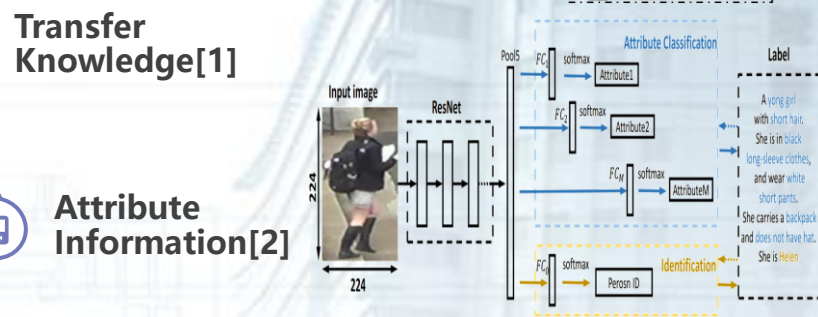 Transfer
Knowledge[1]
Attribute
Information[2]
Input image
224
224
ResNet
Pool5
Attribute Classification
FC1
softmax
Attribute1
FC2
softmax
Attribute2
FCM
softmax
AttributeM
FC0
softmax
Perosn ID
Identification
Label
A yong girl
with short hair.
She is in black
long-sleeve clothes,
and wear white
short pants.
She carries a backpack
and does not have hat.
She is Helen